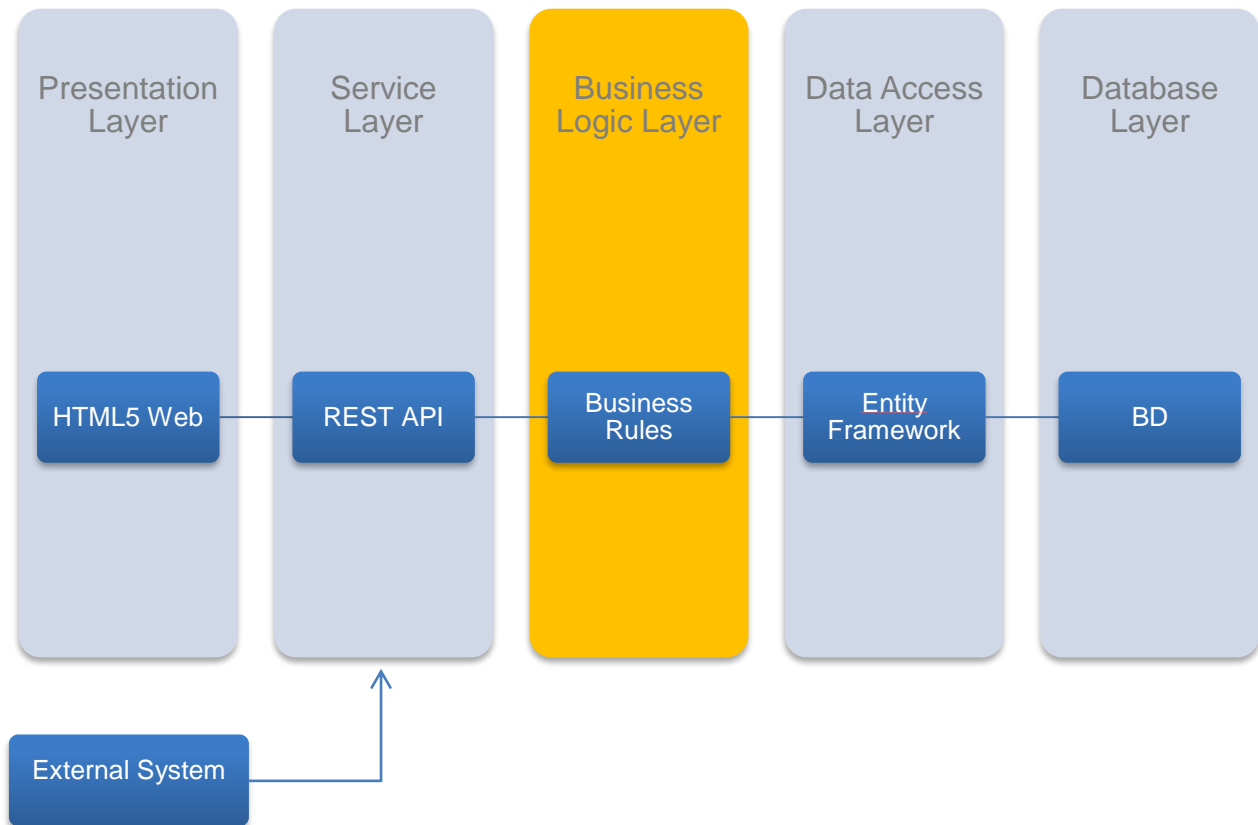 Presentation
Layer
Service
Layer
Business
Logic Layer
Data Access
Layer
Database
Layer
HTML5 Web
REST API
Business
Rules
Entity
Framework
BD
External System